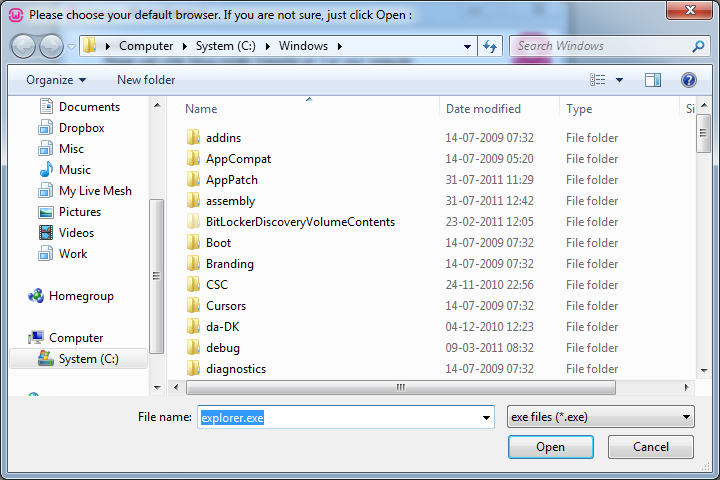 Please choose your default browser. If you are not sure, just click Open :
Computer System (C:) Windows
Search Windows
Organize New folder
Documents
Dropbox
Misc
Music
My Live Mesh
Pictures
Videos
Work
Homegroup
Computer
System (C:)
Name Date modified Type Si
addins 14-07-2009 07:32 File folder
AppCompat 14-07-2009 05:20 File folder
AppPatch 31-07-2011 11:29 File folder
assembly 31-07-2011 12:42 File folder
BitLockerDiscoveryVolumeContents 23-02-2011 12:05 File folder
Boot 14-07-2009 07:32 File folder
Branding 14-07-2009 07:32 File folder
CSC 24-11-2010 22:56 File folder
Cursors 14-07-2009 07:32 File folder
da-DK 04-12-2010 12:23 File folder
debug 09-03-2011 08:32 File folder
diagnostics 14-07-2009 07:32 File folder
File name: explorer.exe exe files (*.exe)
Open Cancel